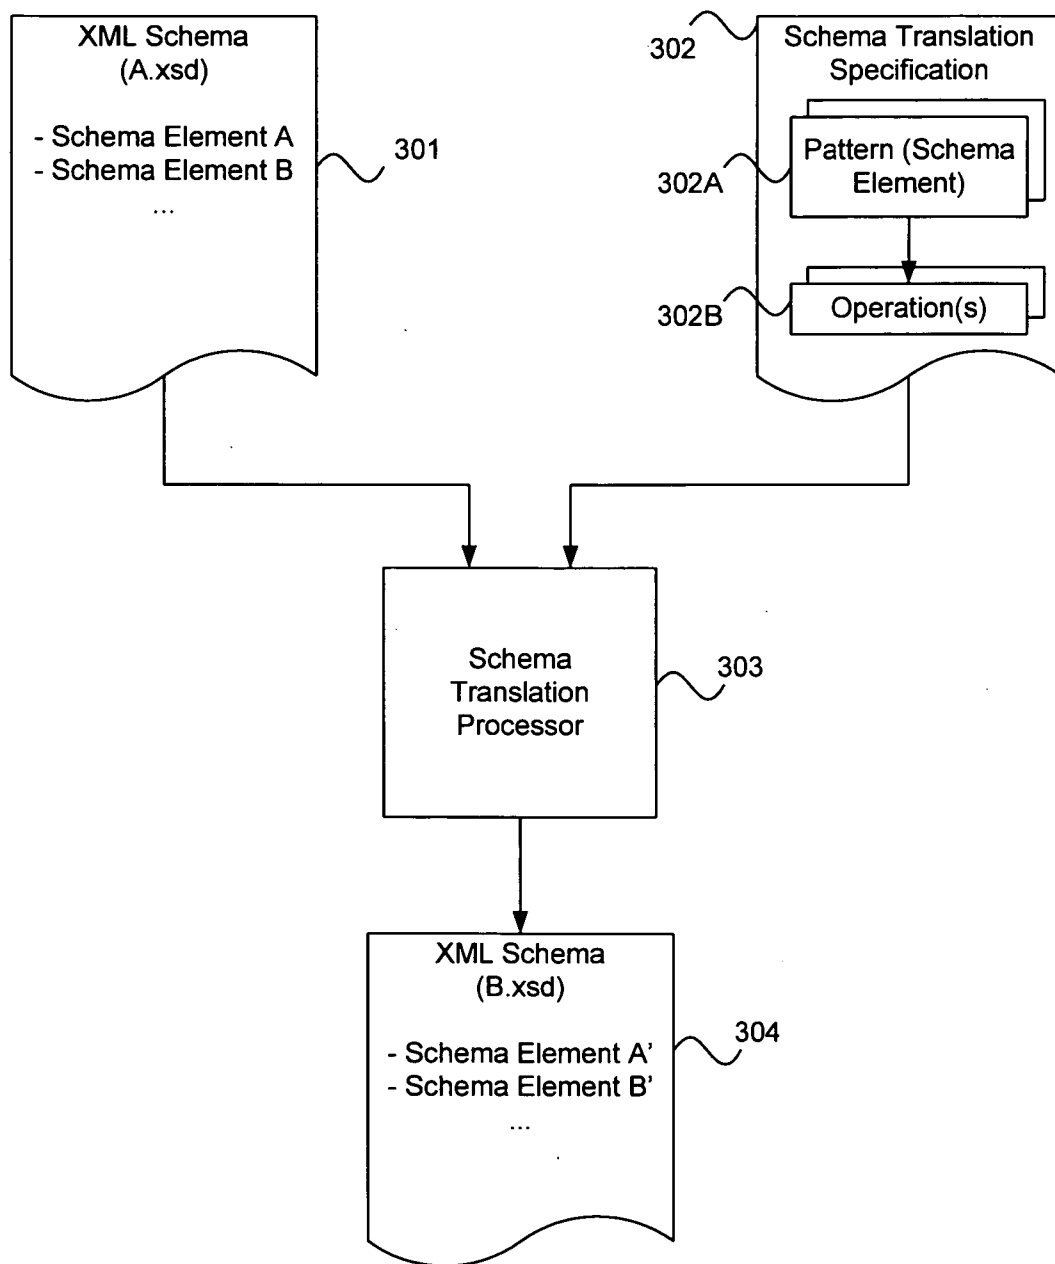 XML Schema
(A.xsd)
- Schema Element A
- Schema Element B
...
301
302
Schema Translation
Specification
302A
Pattern (Schema
Element)
302B
Operation(s)
Schema
Translation
Processor
303
XML Schema
(B.xsd)
- Schema Element A’
- Schema Element B’
...
304